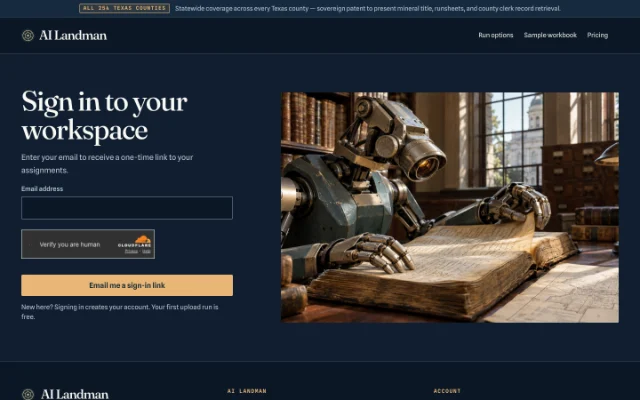 ALL 254 TEXAS COUNTIES Statewide coverage across every Texas county — sovereign patent to present mineral title, runsheets, and county clerk record retrieval.
AI Landman
Run options Sample workbook Pricing
Sign in to your
workspace
Enter your email to receive a one-time link to your
assignments.
Email address
Verify you are human
CLOUDFLARE
Privacy · Help
Email me a sign-in link
New here? Signing in creates your account. Your first upload run is
free.
AI Landman
AI LANDMAN
ACCOUNT